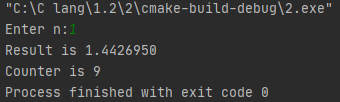 "C:\C lang\1.2\2\cmake-build-debug\2.exe"
Enter n:1
Result is 1.4426950
Counter is 9
Process finished with exit code 0